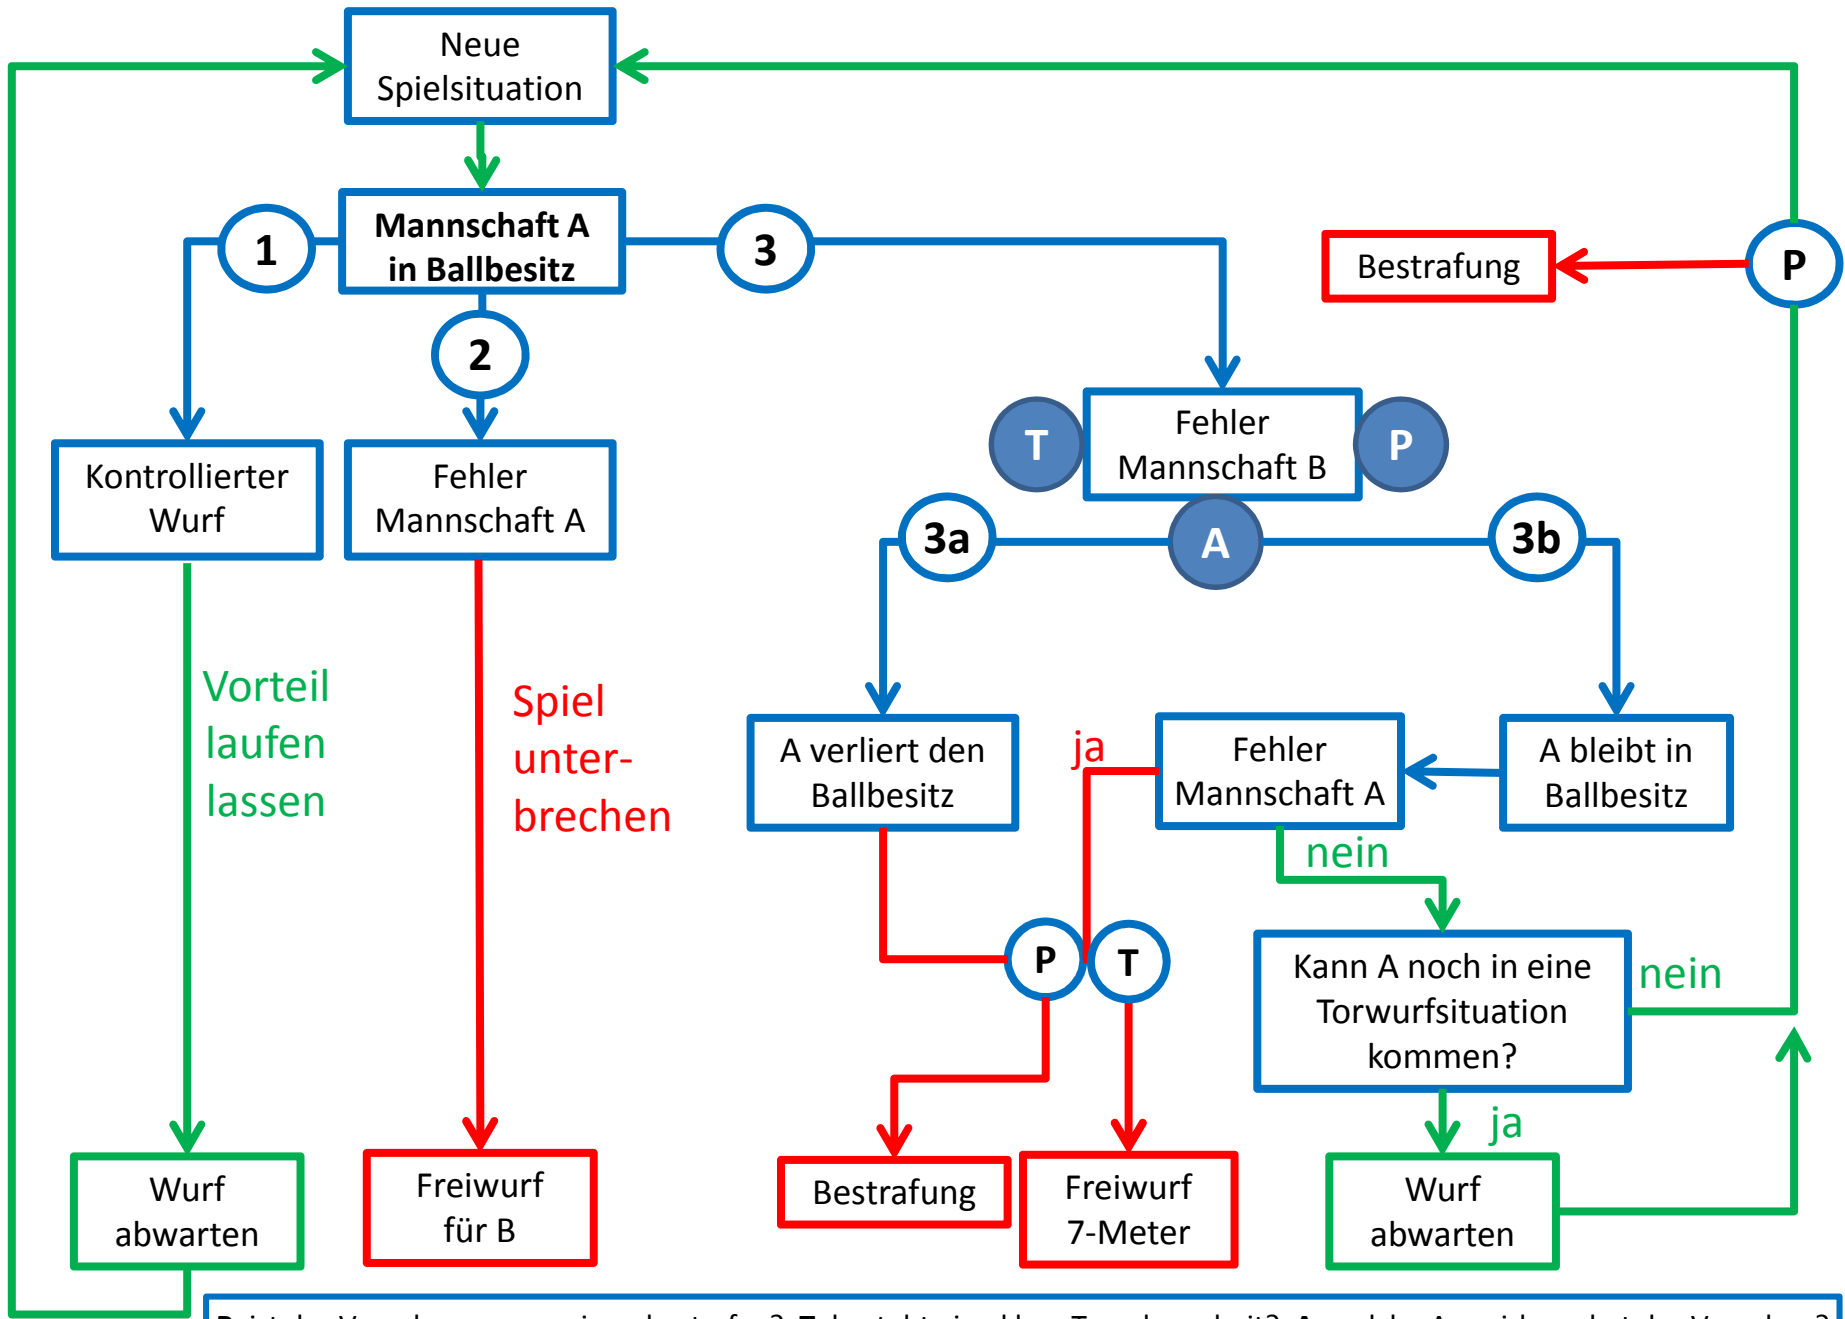 Neue
Spielsituation
Mannschaft A
in Ballbesitz
1
2
3
Bestrafung
P
Kontrollierter
Wurf
Fehler
Mannschaft A
T
Fehler
Mannschaft B
P
3a
A
3b
Vorteil
laufen
lassen
Spiel
unter-
brechen
A verliert den
Ballbesitz
ja
Fehler
Mannschaft A
A bleibt in
Ballbesitz
nein
P
T
Kann A noch in eine
Torwurfsituation
kommen?
nein
ja
Wurf
abwarten
Freiwurf
für B
Bestrafung
Freiwurf
7-Meter
Wurf
abwarten